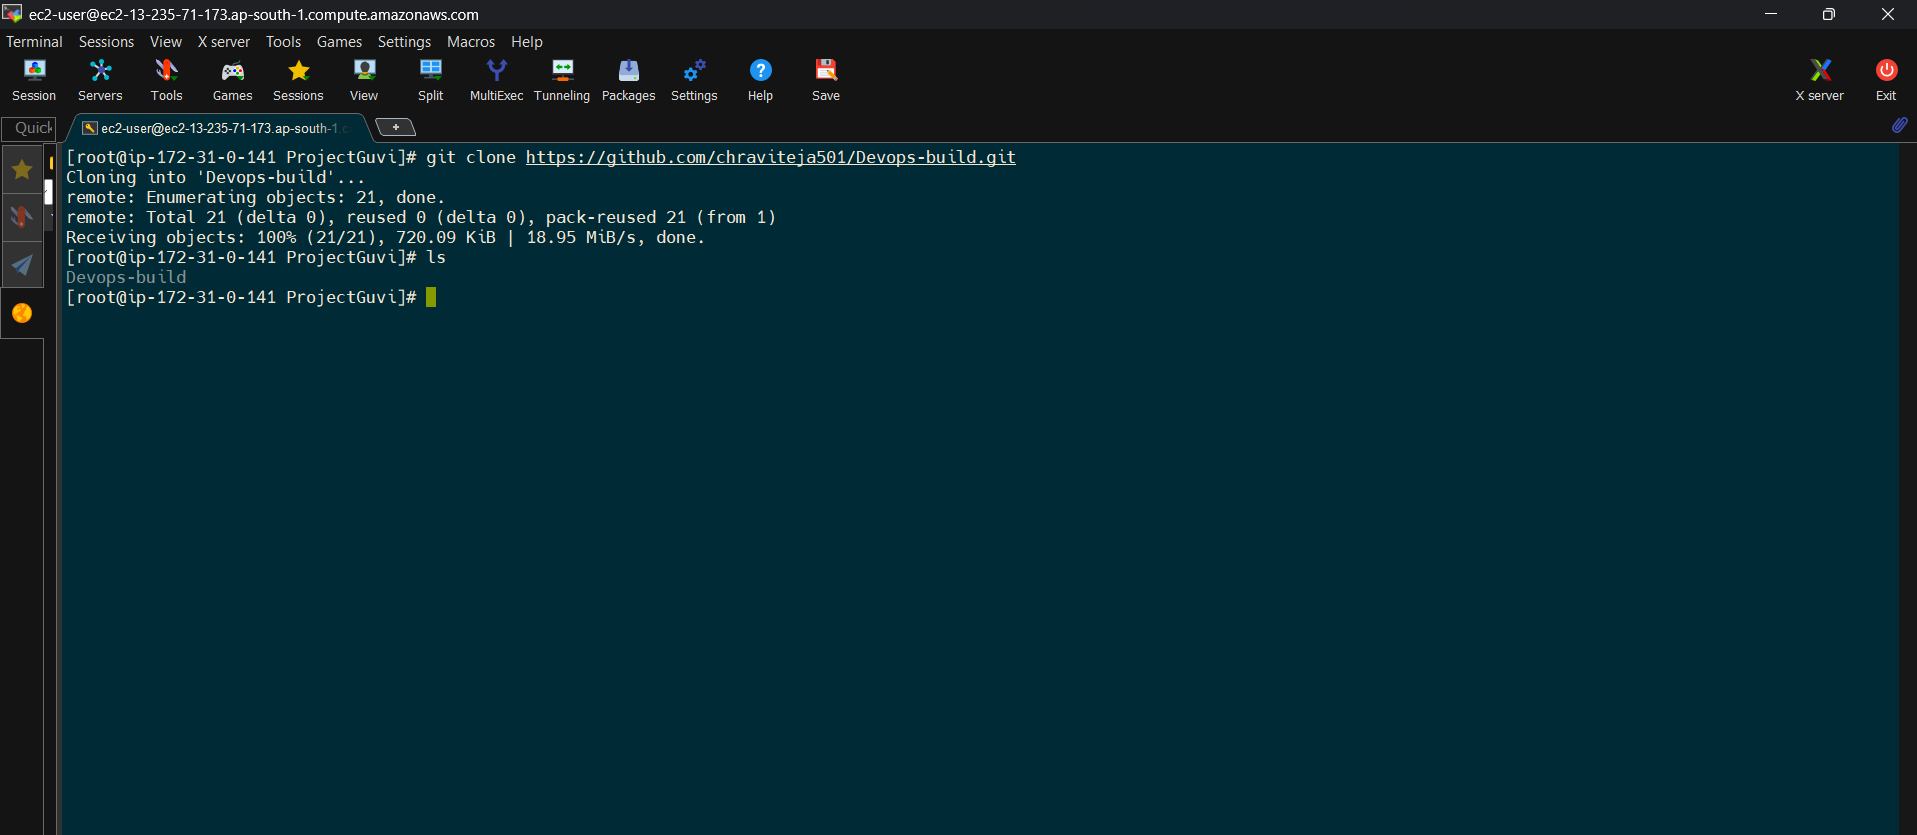 ec2-user@ec2-13-235-71-173.ap-south-1.compute.amazonaws.com
Terminal Sessions View X server Tools Games Settings Macros Help
Session Servers Tools Games Sessions View Split MultiExec Tunneling Packages Settings Help Save X server Exit
Quick ec2-user@ec2-13-235-71-173.ap-south-1.c +
[root@ip-172-31-0-141 ProjectGuvi]# git clone https://github.com/chraviteja501/Devops-build.git
Cloning into 'Devops-build'...
remote: Enumerating objects: 21, done.
remote: Total 21 (delta 0), reused 0 (delta 0), pack-reused 21 (from 1)
Receiving objects: 100% (21/21), 720.09 KiB | 18.95 MiB/s, done.
[root@ip-172-31-0-141 ProjectGuvi]# ls
Devops-build
[root@ip-172-31-0-141 ProjectGuvi]#